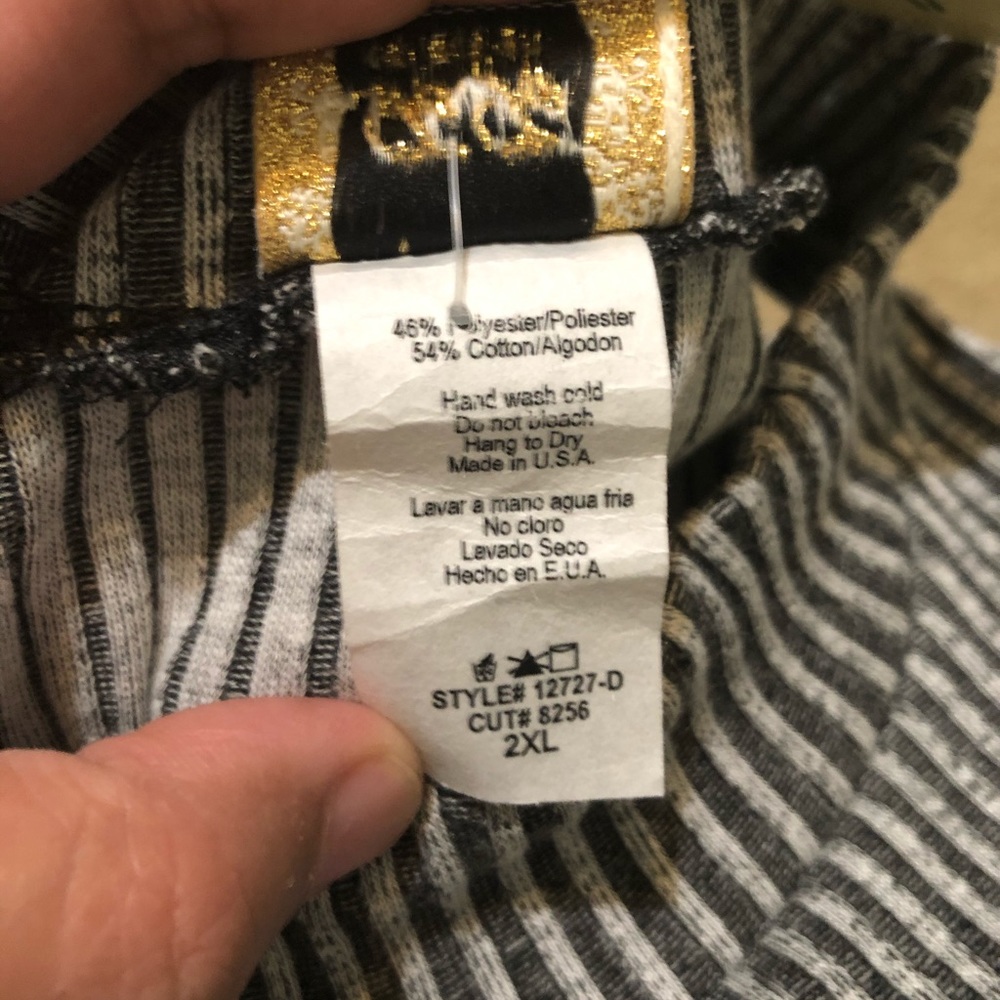 46% Polyester/Poliester
54% Cotton/Algodon
Hand wash cold
Do not bleach
Hang to Dry
Made in U.S.A.
Lavar a mano agua fria
No cloro
Lavado Seco
Hecho en E.U.A.
STYLE# 12727-D
CUT# 8256
2XL